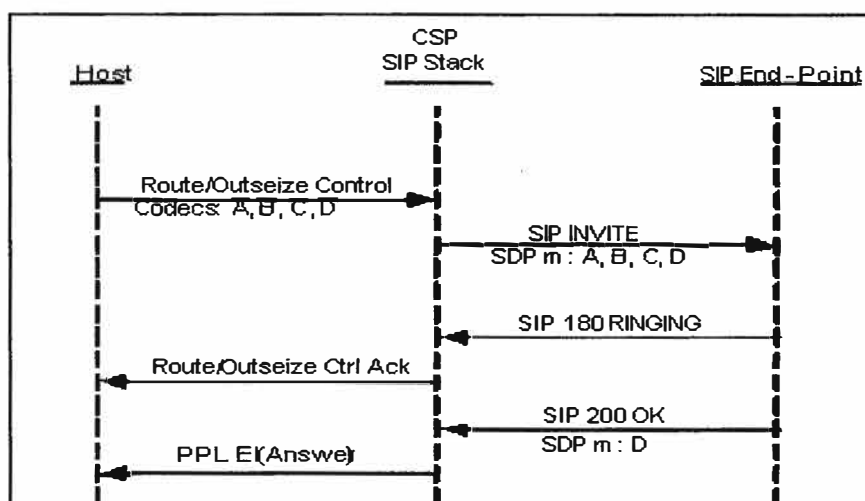 CSP
SIP Stack
Host
SIP End-Point
Route/Outseize Control
Codecs: A, B, C, D
SIP INVITE
SDP m : A, B, C, D
SIP 180 RINGING
Route/Outseize Ctrl Ack
SIP 200 OK
SDP m : D
PPL EI(Answer)